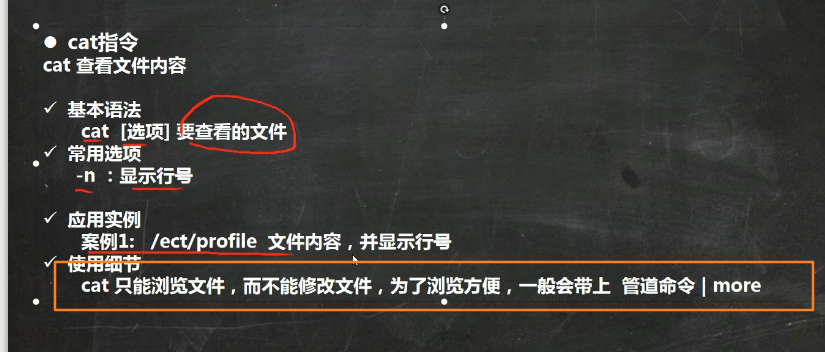 ● cat指令
cat 查看文件内容
✓ 基本语法
cat [选项] 要查看的文件
✓ 常用选项
-n ：显示行号
✓ 应用实例
案例1: /ect/profile 文件内容，并显示行号
✓ 使用细节
cat 只能浏览文件，而不能修改文件，为了浏览方便，一般会带上 管道命令 | more